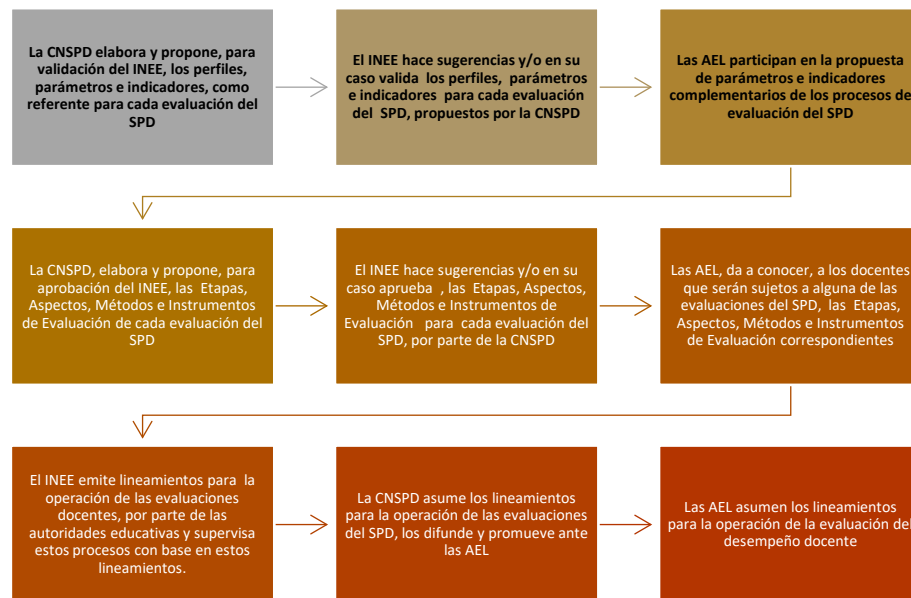 La CNSPD elabora y propone, para
validación del INEE, los perfiles,
parámetros e indicadores, como
referente para cada evaluación del
SPD
El INEE hace sugerencias y/o en su
caso valida los perfiles, parámetros
e indicadores para cada evaluación
del SPD, propuestos por la CNSPD
Las AEL participan en la propuesta
de parámetros e indicadores
complementarios de los procesos de
evaluación del SPD
La CNSPD, elabora y propone, para
aprobación del INEE, las Etapas,
Aspectos, Métodos e Instrumentos
de Evaluación de cada evaluación del
SPD
El INEE hace sugerencias y/o en su
caso aprueba , las Etapas, Aspectos,
Métodos e Instrumentos de
Evaluación para cada evaluación del
SPD, por parte de la CNSPD
Las AEL, da a conocer, a los docentes
que serán sujetos a alguna de las
evaluaciones del SPD, las Etapas,
Aspectos, Métodos e Instrumentos
de Evaluación correspondientes
El INEE emite lineamientos para la
operación de las evaluaciones
docentes, por parte de las
autoridades educativas y supervisa
estos procesos con base en estos
lineamientos.
La CNSPD asume los lineamientos
para la operación de las evaluaciones
del SPD, los difunde y promueve ante
las AEL
Las AEL asumen los lineamientos
para la operación de la evaluación del
desempeño docente